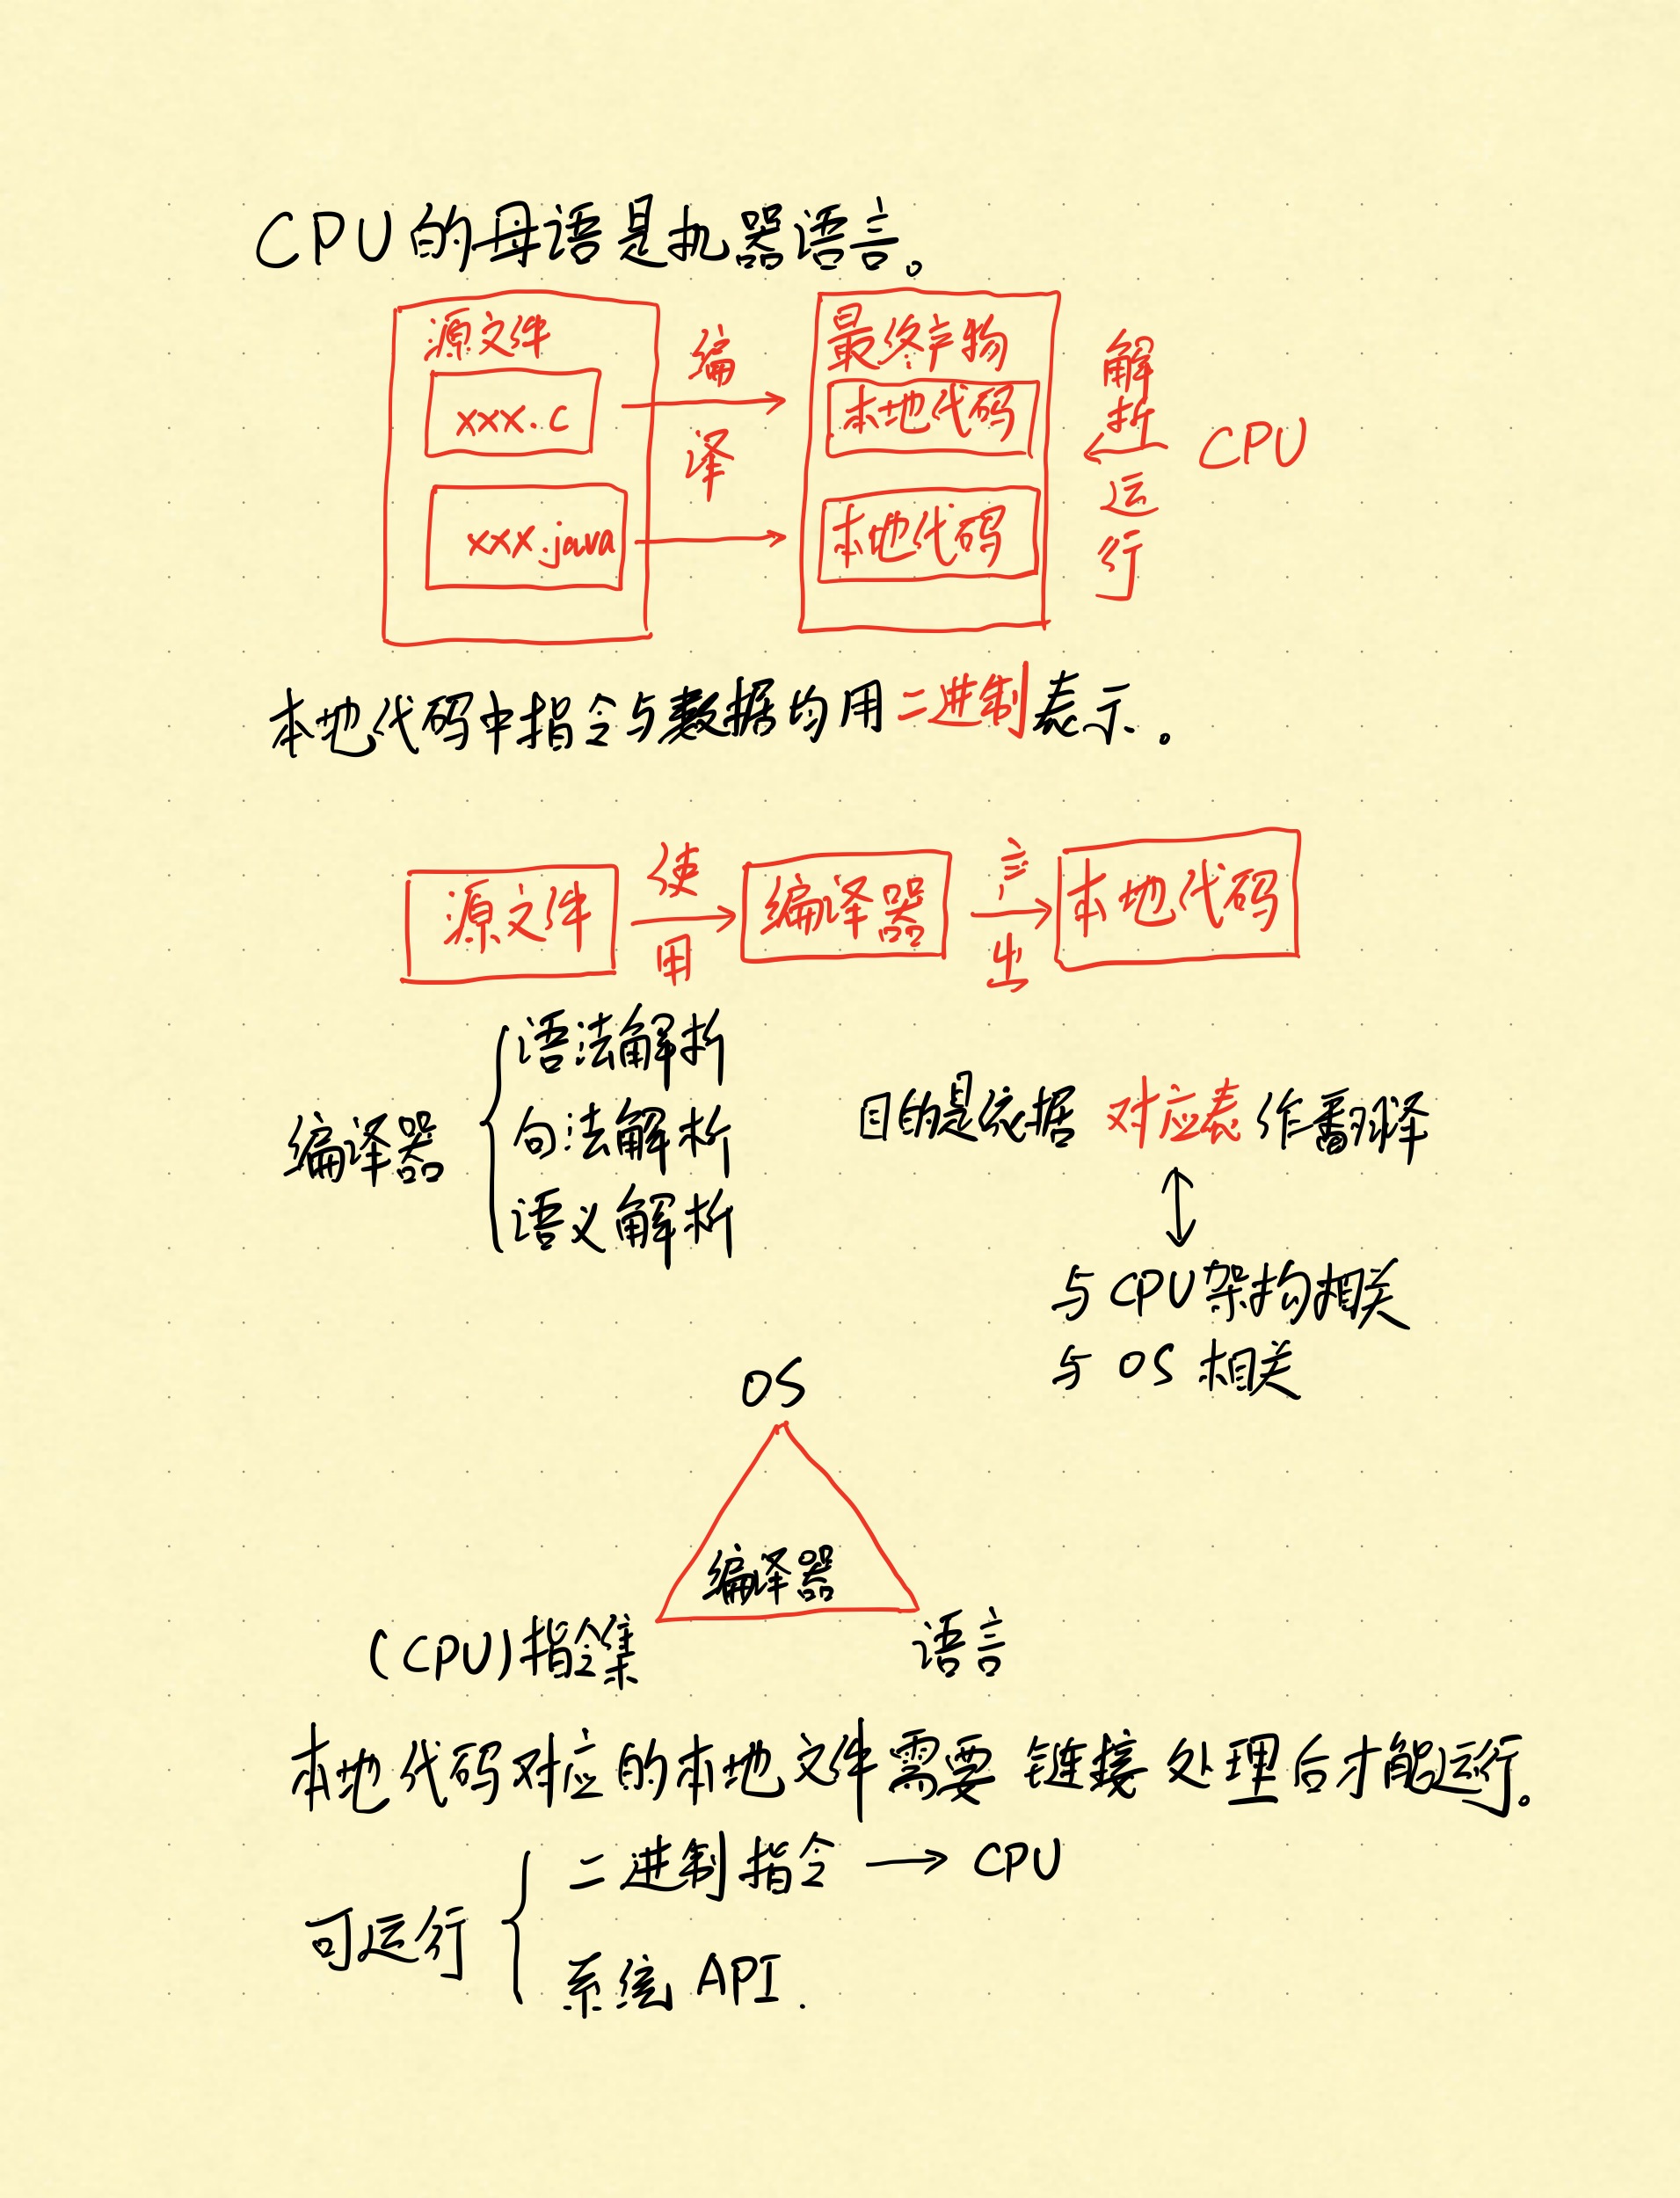 CPU的母语是机器语言。
源文件
编译
最终产物
解析运行
xxx.c
本地代码
CPU
xxx.java
本地代码
本地代码中指令与数据均用二进制表示.。
源文件
使用
编译器
产出
本地代码
编译器
语法解析
句法解析
语义解析
目的是依据 对应表 作翻译
与CPU架构相关
与OS相关
OS
编译器
(CPU)指令集
语言
本地代码对应的本地文件需要 链接 处理后才能运行。
可运行
二进制指令 → CPU
系统 API.